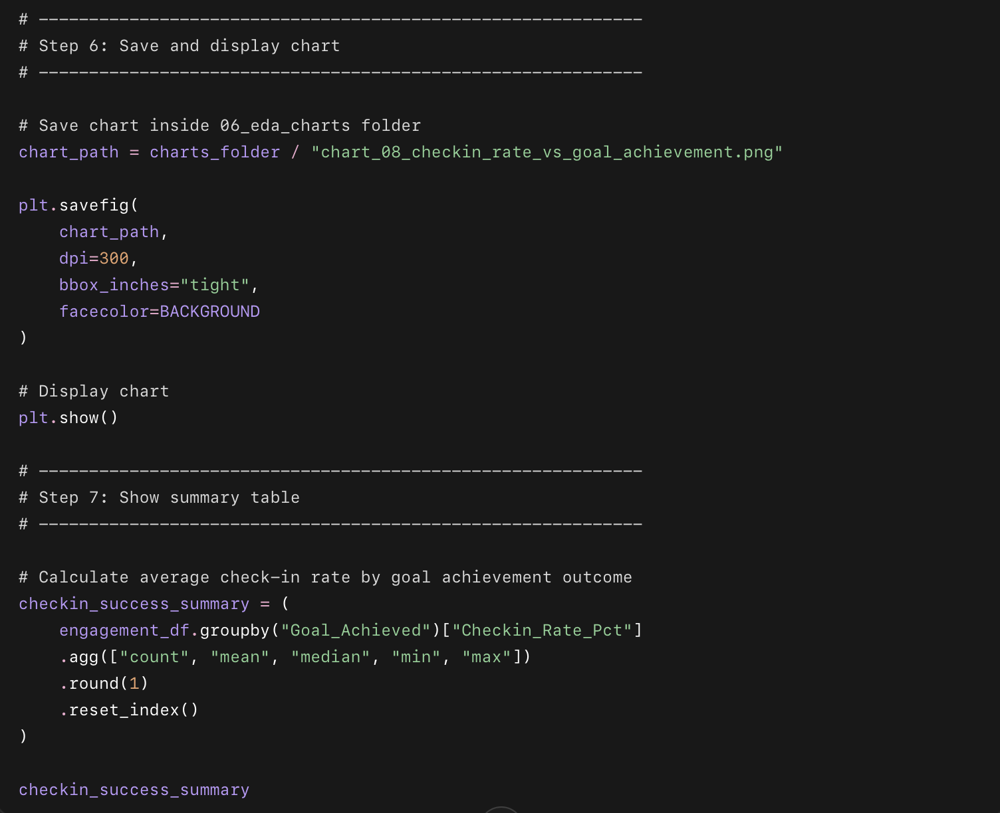 # ────────────────────────────────────────────────────────────
# Step 6: Save and display chart
# ────────────────────────────────────────────────────────────
# Save chart inside 06_eda_charts folder
chart_path = charts_folder / "chart_08_checkin_rate_vs_goal_achievement.png"
plt.savefig(
    chart_path,
    dpi=300,
    bbox_inches="tight",
    facecolor=BACKGROUND
)
# Display chart
plt.show()
# ────────────────────────────────────────────────────────────
# Step 7: Show summary table
# ────────────────────────────────────────────────────────────
# Calculate average check-in rate by goal achievement outcome
checkin_success_summary = (
    engagement_df.groupby("Goal_Achieved")["Checkin_Rate_Pct"]
    .agg(["count", "mean", "median", "min", "max"])
    .round(1)
    .reset_index()
)
checkin_success_summary